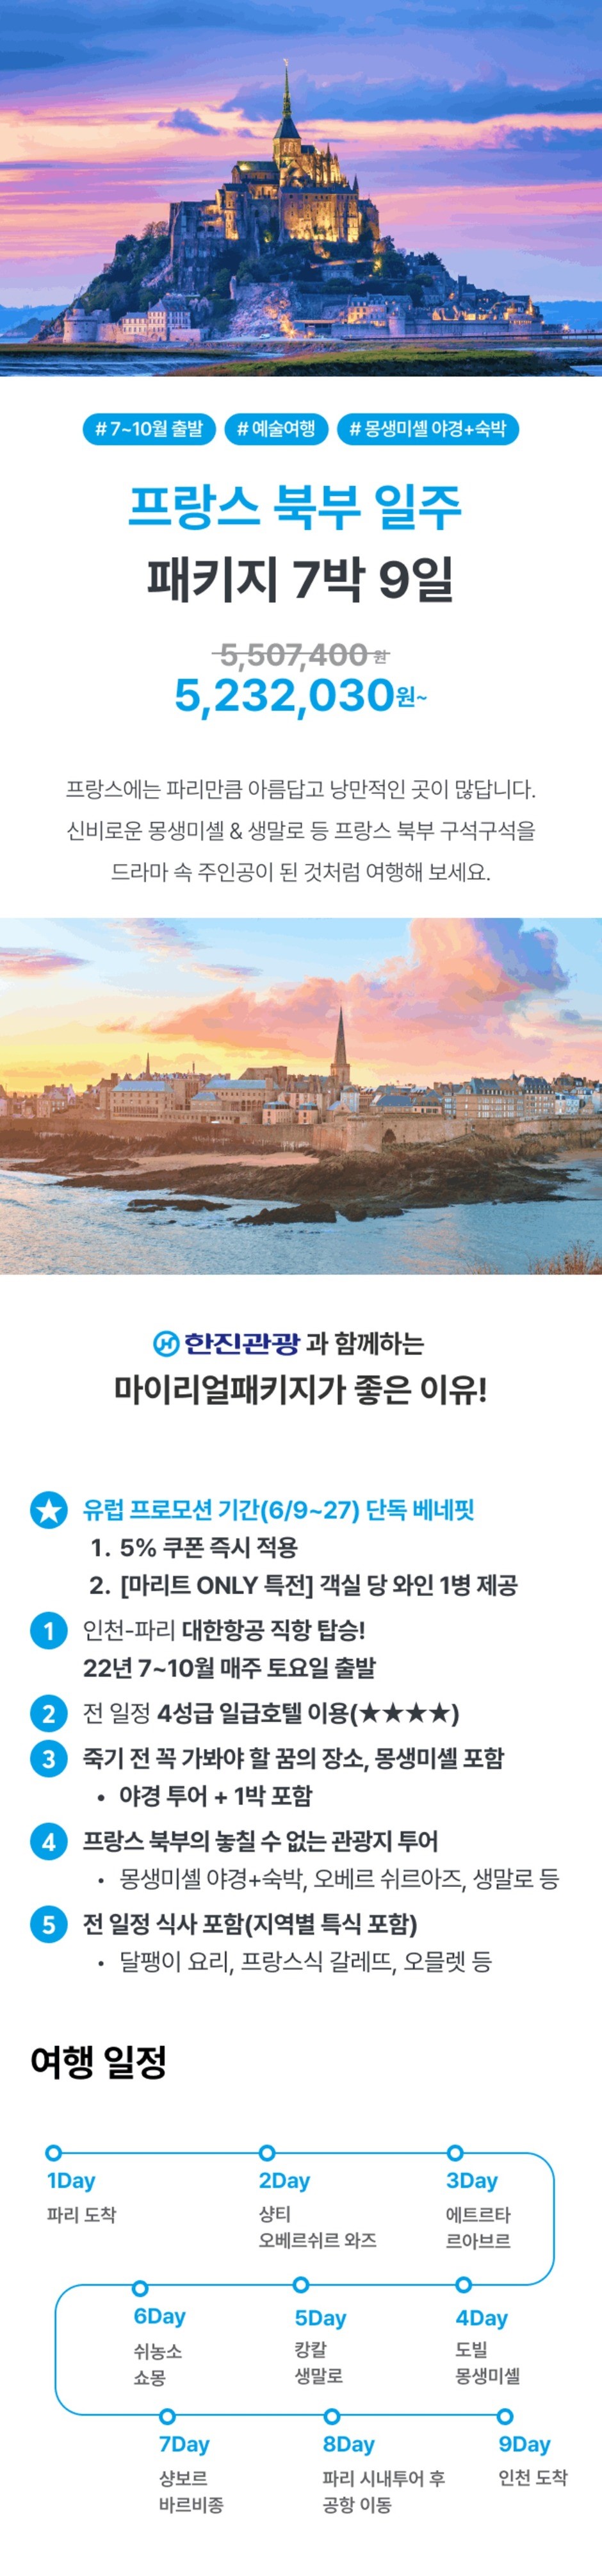 # 7~10월 출발 # 예술여행 # 몽생미셸 야경+숙박
프랑스 북부 일주
패키지 7박 9일
5,507,400 원
5,232,030원~
프랑스에는 파리만큼 아름답고 낭만적인 곳이 많답니다.
신비로운 몽생미셸 & 생말로 등 프랑스 북부 구석구석을
드라마 속 주인공이 된 것처럼 여행해 보세요.
한진관광 과 함께하는
마이리얼패키지가 좋은 이유!
★ 유럽 프로모션 기간(6/9~27) 단독 베네핏
1. 5% 쿠폰 즉시 적용
2. [마리트 ONLY 특전] 객실 당 와인 1병 제공
1 인천-파리 대한항공 직항 탑승!
22년 7~10월 매주 토요일 출발
2 전 일정 4성급 일급호텔 이용(★★★★)
3 죽기 전 꼭 가봐야 할 꿈의 장소, 몽생미셸 포함
• 야경 투어 + 1박 포함
4 프랑스 북부의 놓칠 수 없는 관광지 투어
• 몽생미셸 야경+숙박, 오베르 쉬르아즈, 생말로 등
5 전 일정 식사 포함(지역별 특식 포함)
• 달팽이 요리, 프랑스식 갈레뜨, 오믈렛 등
여행 일정
1Day
파리 도착
2Day
샹티
오베르쉬르 와즈
3Day
에트르타
르아브르
4Day
도빌
몽생미셸
5Day
캉칼
생말로
6Day
쉬농소
쇼몽
7Day
샹보르
바르비종
8Day
파리 시내투어 후
공항 이동
9Day
인천 도착